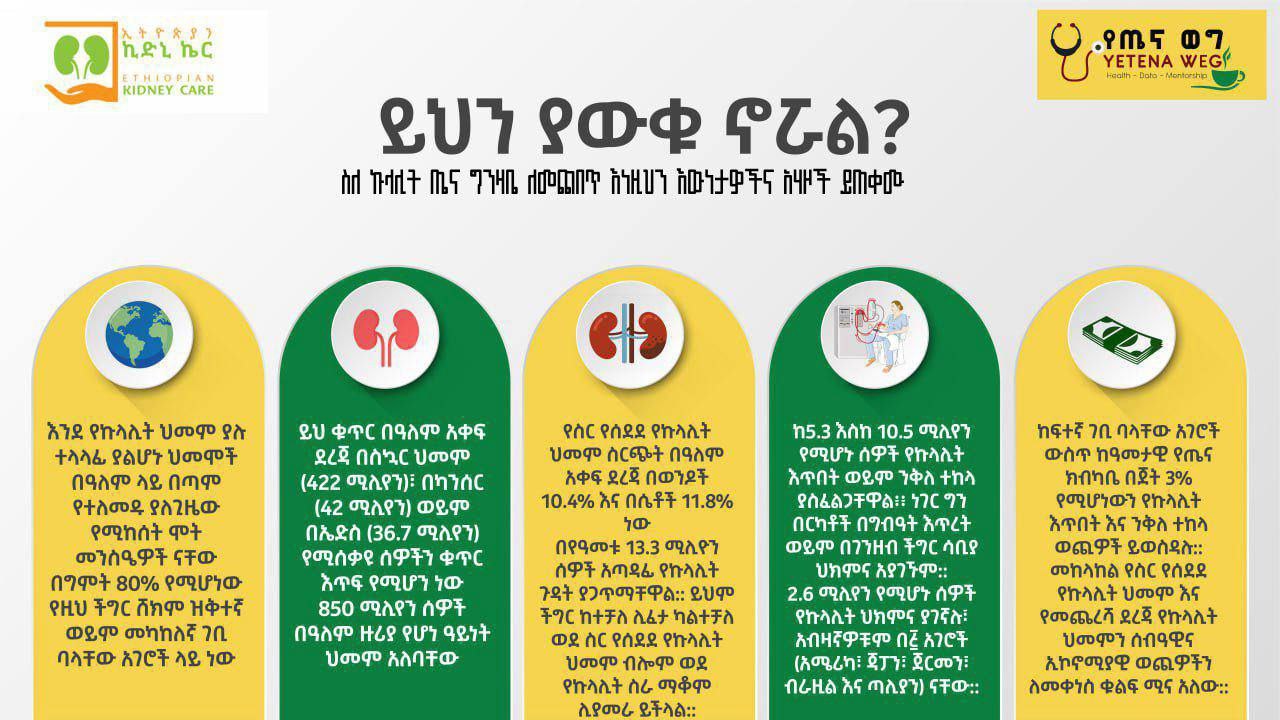 ኢትዮጵያን
ኪድኒ ኬር
ETHIOPIAN
KIDNEY CARE
የጤና ወግ
YETENA WEG
Health - Data - Mentorship
ይህን ያውቁ ኖሯል?
ስለ ኩላሊት ጤና ግንዛቤ ለመጨበጥ እነዚህን እውነታዎችና አሃዞች ይጠቀሙ
እንደ የኩላሊት ህመም ያሉ
ተላላፊ ያልሆኑ ህመሞች
በዓለም ላይ በጣም
የተለመዱ ያለጊዜው
የሚከሰት ሞት
መንስዔዎች ናቸው
በግምት 80% የሚሆነው
የዚህ ችግር ሸክም ዝቅተኛ
ወይም መካከለኛ ገቢ
ባላቸው አገሮች ላይ ነው
ይህ ቁጥር በዓለም አቀፍ
ደረጃ በስኳር ህመም
(422 ሚሊየን)፣ በካንሰር
(42 ሚሊየን) ወይም
በኤድስ (36.7 ሚሊየን)
የሚሰቃዩ ሰዎችን ቁጥር
እጥፍ የሚሆን ነው
850 ሚሊየን ሰዎች
በዓለም ዙሪያ የሆነ ዓይነት
ህመም አለባቸው
የስር የሰደደ የኩላሊት
ህመም ስርጭት በዓለም
አቀፍ ደረጃ በወንዶች
10.4% እና በሴቶች 11.8%
ነው
በየዓመቱ 13.3 ሚሊዮን
ሰዎች አጣዳፊ የኩላሊት
ጉዳት ያጋጥማቸዋል፡፡ ይህም
ችግር ከተቻለ ሊፈታ ካልተቻለ
ወደ ስር የሰደደ የኩላሊት
ህመም ብሎም ወደ
የኩላሊት ስራ ማቆም
ሊያመራ ይችላል፡፡
ከ5.3 እስከ 10.5 ሚሊየን
የሚሆኑ ሰዎች የኩላሊት
እጥበት ወይም ንቅለ ተከላ
ያስፈልጋቸዋል፡፡ ነገር ግን
በርካቶች በግብዓት እጥረት
ወይም በገንዘብ ችግር ሳቢያ
ህክምና አያገኙም፡፡
2.6 ሚሊየን የሚሆኑ ሰዎች
የኩላሊት ህክምና ያገኛሉ፣
አብዛኛዎቹም በ፭ አገሮች
(አሜሪካ፣ ጃፓን፣ ጀርመን፣
ብራዚል እና ጣሊያን) ናቸው፡፡
ከፍተኛ ገቢ ባላቸው አገሮች
ውስጥ ከዓመታዊ የጤና
ክብካቤ በጀት 3%
የሚሆነውን የኩላሊት
እጥበት እና ንቅለ ተከላ
ወጪዎች ይወስዳሉ፡፡
መከላከል የስር የሰደደ
የኩላሊት ህመም እና
የመጨረሻ ደረጃ የኩላሊት
ህመምን ሰብዓዊና
ኢኮኖሚያዊ ወጪዎችን
ለመቀነስ ቁልፍ ሚና አለው፡፡